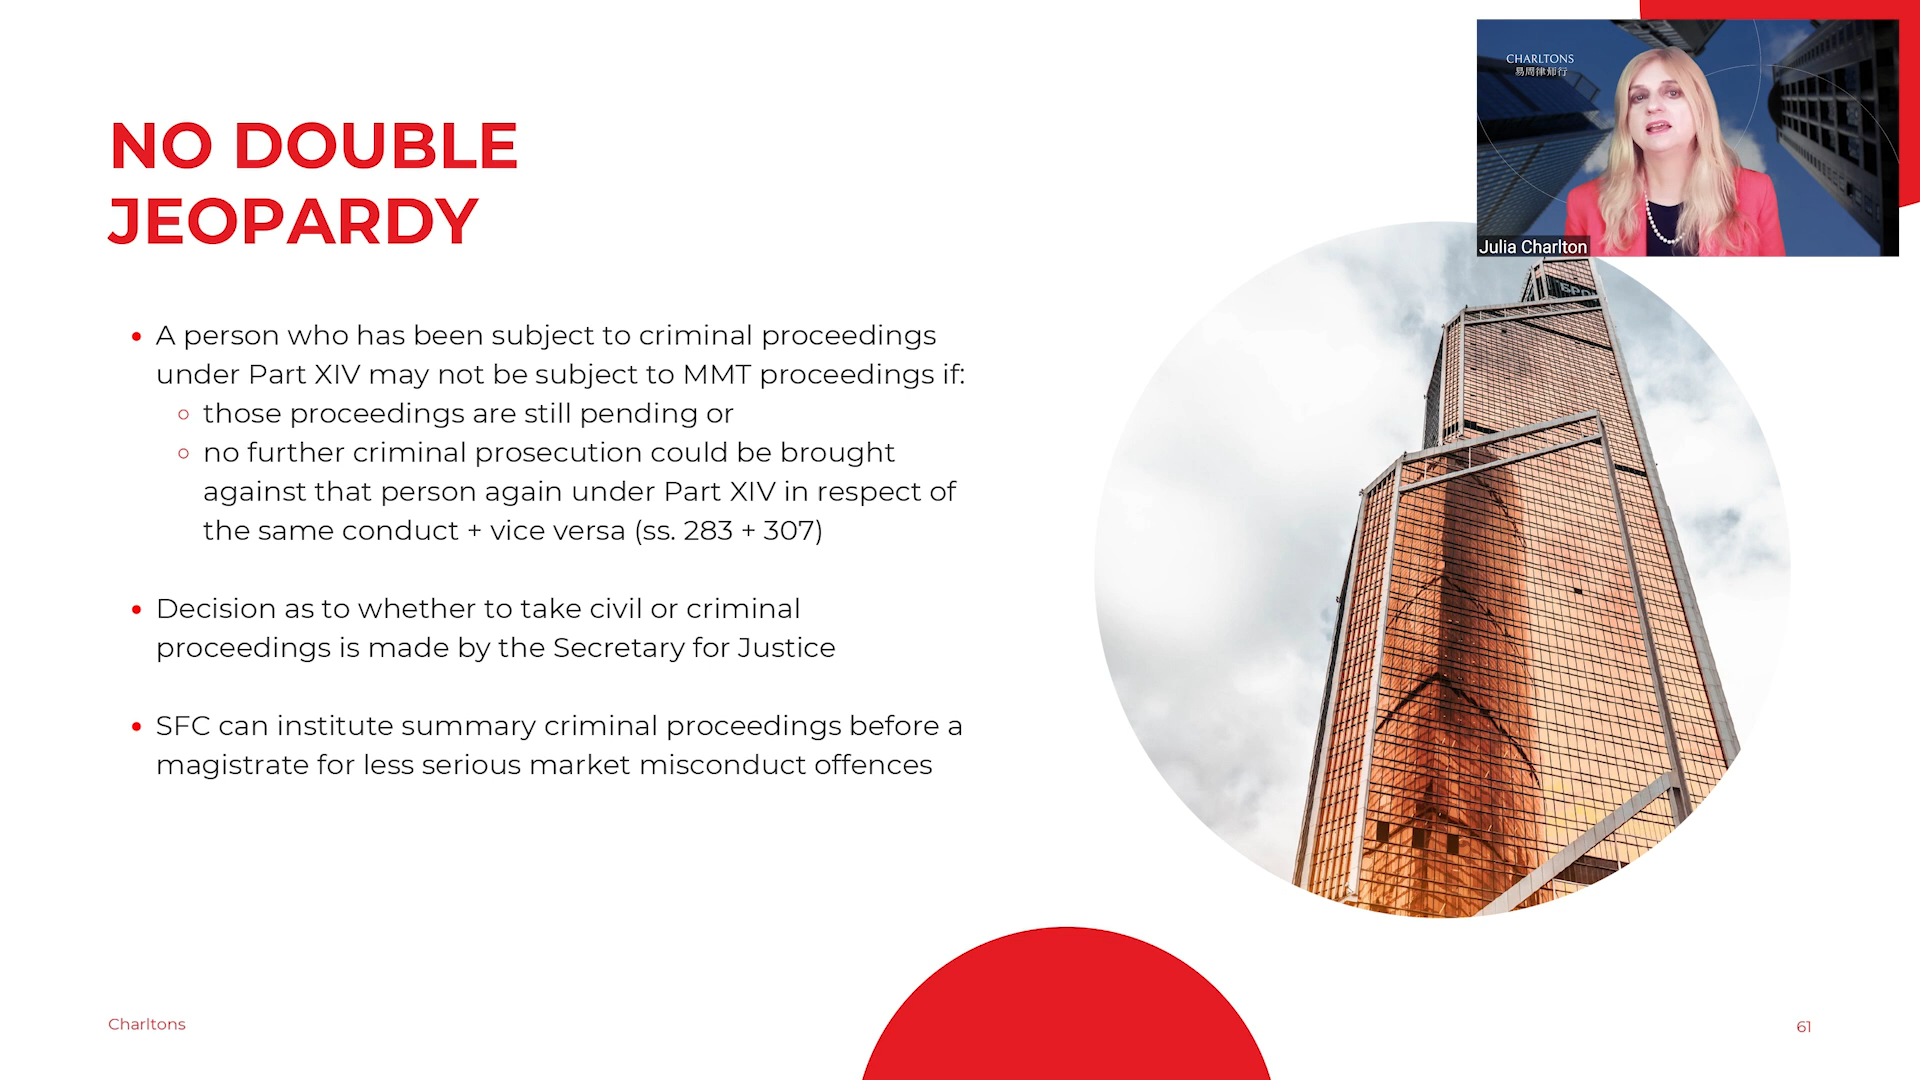 NO DOUBLE
JEOPARDY
CHARLTONS
易周律师行
Julia Charlton
• A person who has been subject to criminal proceedings
under Part XIV may not be subject to MMT proceedings if:
◦ those proceedings are still pending or
◦ no further criminal prosecution could be brought
against that person again under Part XIV in respect of
the same conduct + vice versa (ss. 283 + 307)
• Decision as to whether to take civil or criminal
proceedings is made by the Secretary for Justice
• SFC can institute summary criminal proceedings before a
magistrate for less serious market misconduct offences
Charltons
61